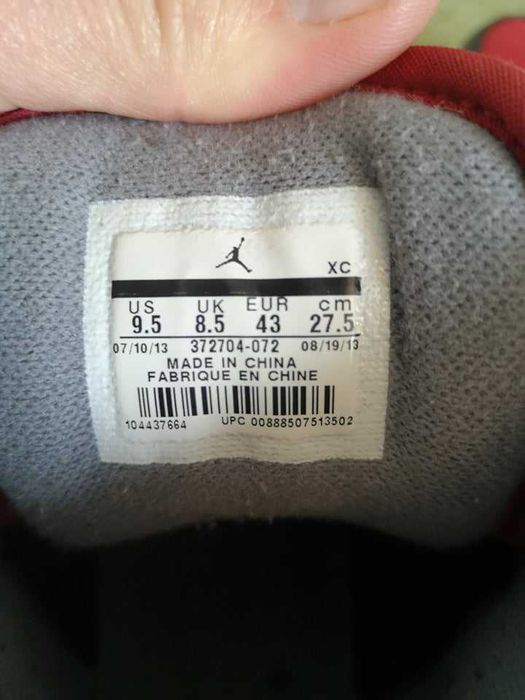 XC
US UK EUR cm
9.5 8.5 43 27.5
07/10/13 372704-072 08/19/13
MADE IN CHINA
FABRIQUE EN CHINE
104437664 UPC 00888507513502